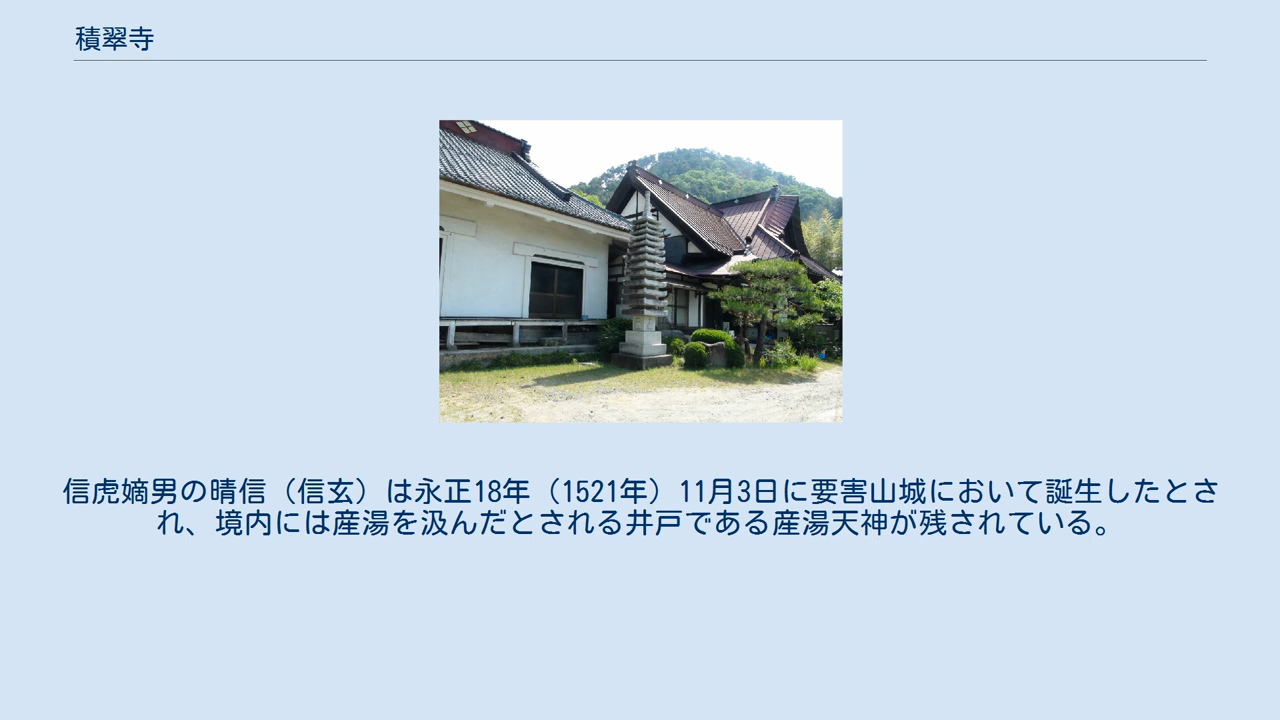 積翠寺
信虎嫡男の晴信（信玄）は永正18年（1521年）11月3日に要害山城において誕生したとさ
れ、境内には産湯を汲んだとされる井戸である産湯天神が残されている。